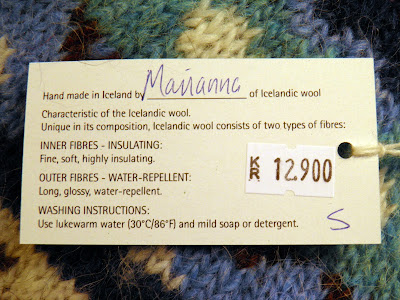 Hand made in Iceland by Marianna of Icelandic wool
Characteristic of the Icelandic wool.
Unique in its composition, Icelandic wool consists of two types of fibres:
INNER FIBRES - INSULATING:
Fine, soft, highly insulating.
OUTER FIBRES - WATER-REPELLENT:
Long, glossy, water-repellent.
KR 12,900
WASHING INSTRUCTIONS:
Use lukewarm water (30°C/86°F) and mild soap or detergent.
S